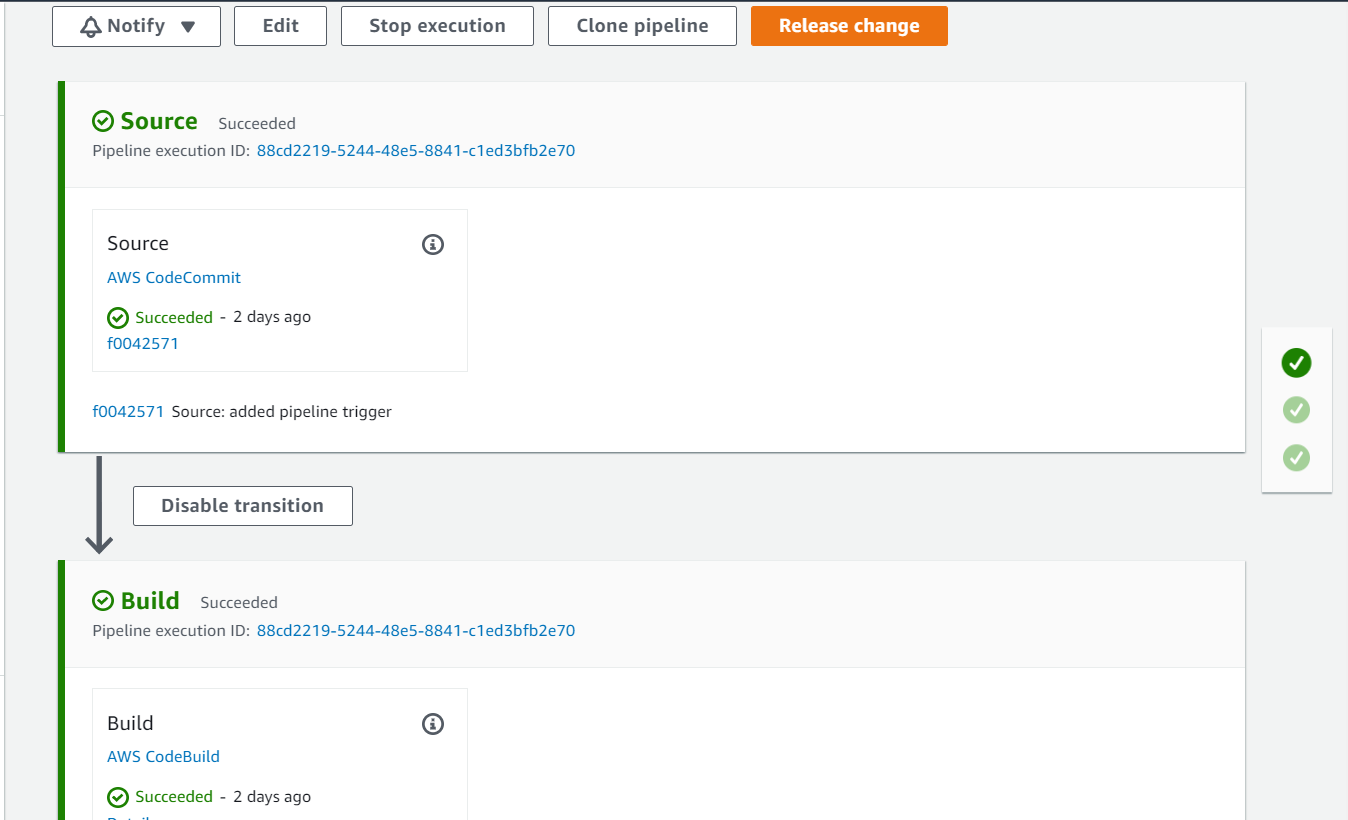 Notify ▼ Edit Stop execution Clone pipeline Release change
Source Succeeded
Pipeline execution ID: 88cd2219-5244-48e5-8841-c1ed3bfb2e70
Source
AWS CodeCommit
Succeeded - 2 days ago
f0042571
f0042571 Source: added pipeline trigger
Disable transition
Build Succeeded
Pipeline execution ID: 88cd2219-5244-48e5-8841-c1ed3bfb2e70
Build
AWS CodeBuild
Succeeded - 2 days ago